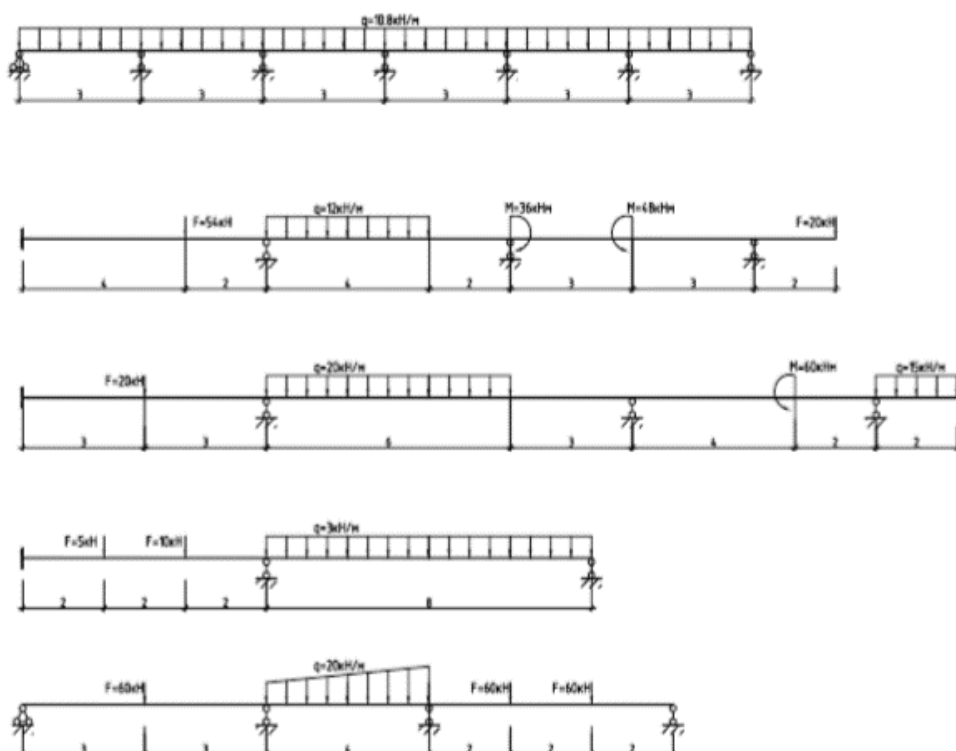 q=10.8кН/м
3 3 3 3 3 3
F=54кН q=12кН/м M=36кНм M=48кНм F=20кН
4 2 4 2 3 3 2
F=20кН q=20кН/м M=60кНм q=15кН/м
3 3 6 3 4 2 2
F=5кН F=10кН q=3кН/м
2 2 2 8
F=60кН q=20кН/м F=60кН F=60кН
3 3 4 2 2 2